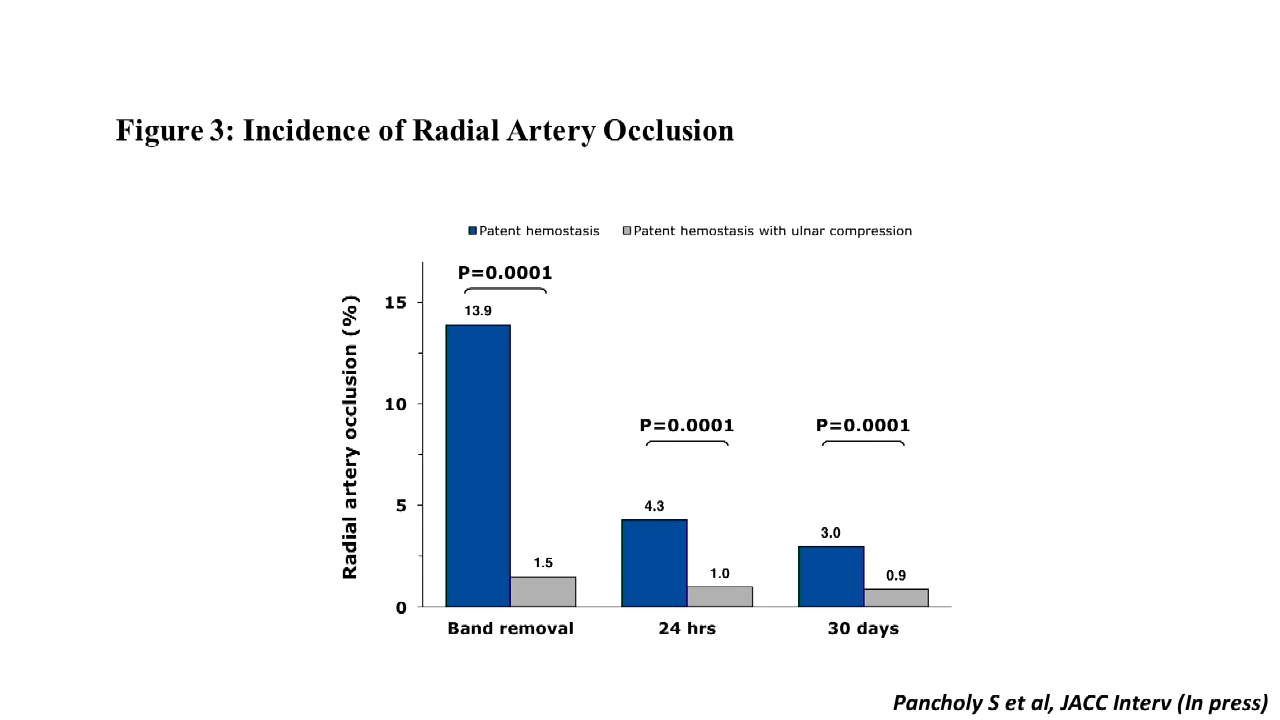 Figure 3: Incidence of Radial Artery Occlusion
Patent hemostasis Patent hemostasis with ulnar compression
Radial artery occlusion (%)
15
10
5
0
P=0.0001
13.9
1.5
P=0.0001
4.3
1.0
P=0.0001
3.0
0.9
Band removal 24 hrs 30 days
Pancholy S et al, JACC Interv (In press)